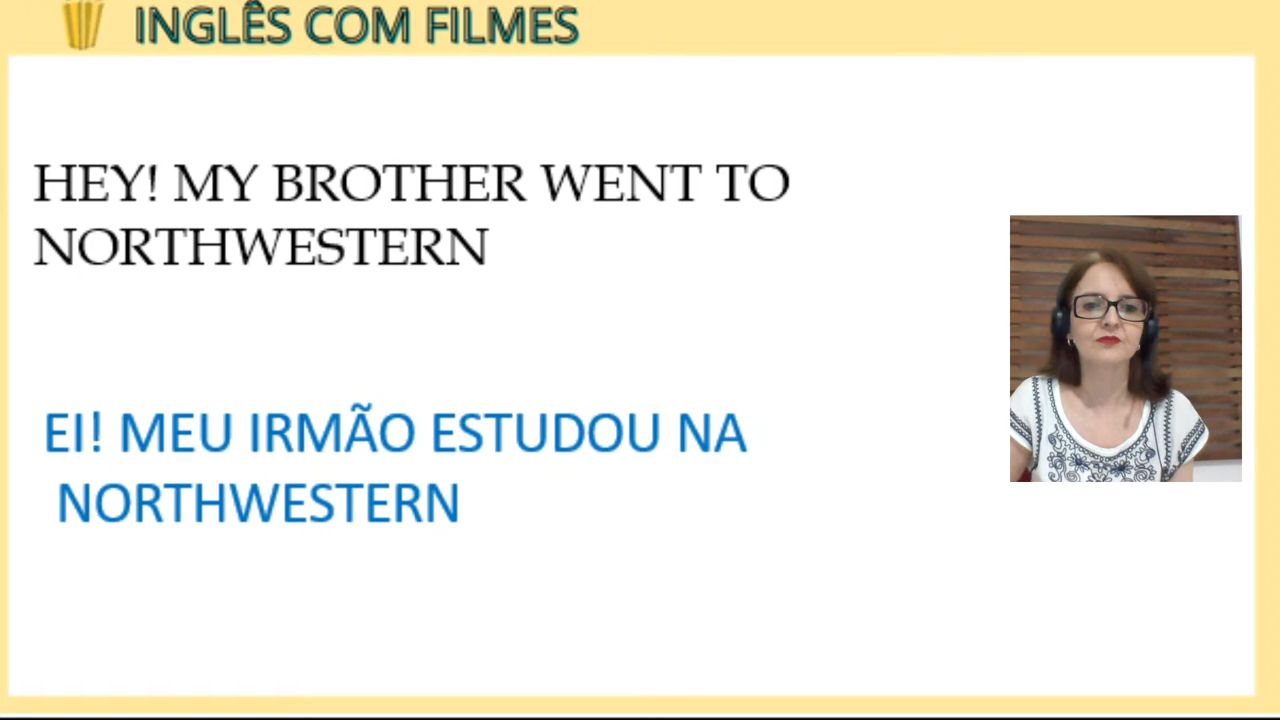 INGLÊS COM FILMES
HEY! MY BROTHER WENT TO
NORTHWESTERN
EI! MEU IRMÃO ESTUDOU NA
NORTHWESTERN